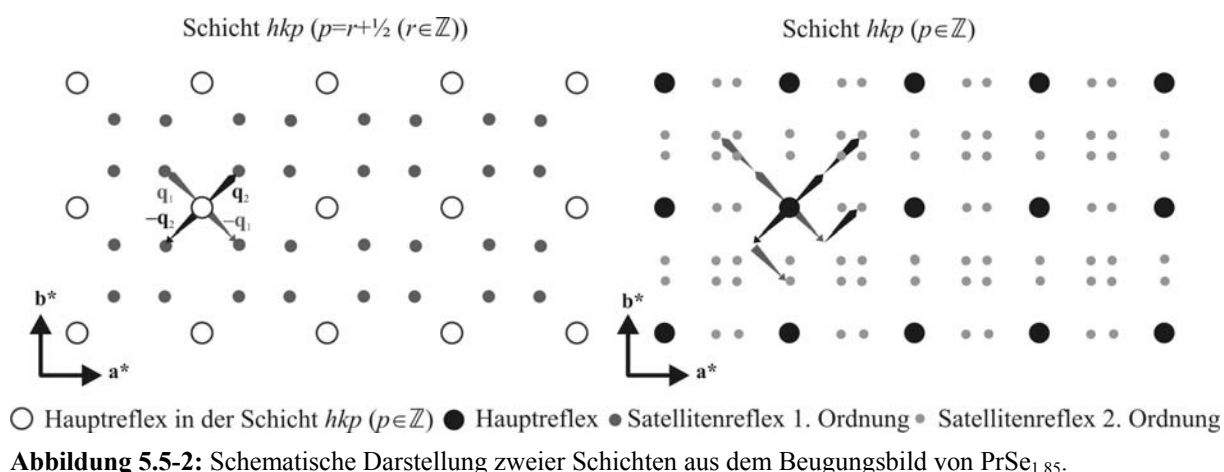 Schicht hkp (p=r+½ (r∈ℤ))
Schicht hkp (p∈ℤ)
q₁
q₂
–q₂
–q₁
b*
a*
b*
a*
Hauptreflex in der Schicht hkp (p∈ℤ) Hauptreflex Satellitenreflex 1. Ordnung Satellitenreflex 2. Ordnung
Abbildung 5.5-2: Schematische Darstellung zweier Schichten aus dem Beugungsbild von PrSe₁,₈₅.